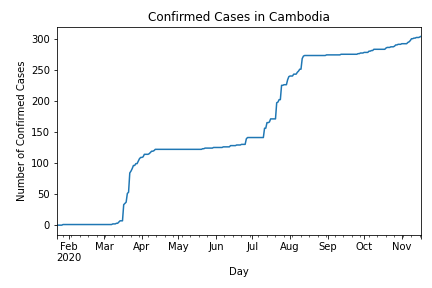 Confirmed Cases in Cambodia
Number of Confirmed Cases
300
250
200
150
100
50
0
Feb Mar Apr May Jun Jul Aug Sep Oct Nov
2020
Day